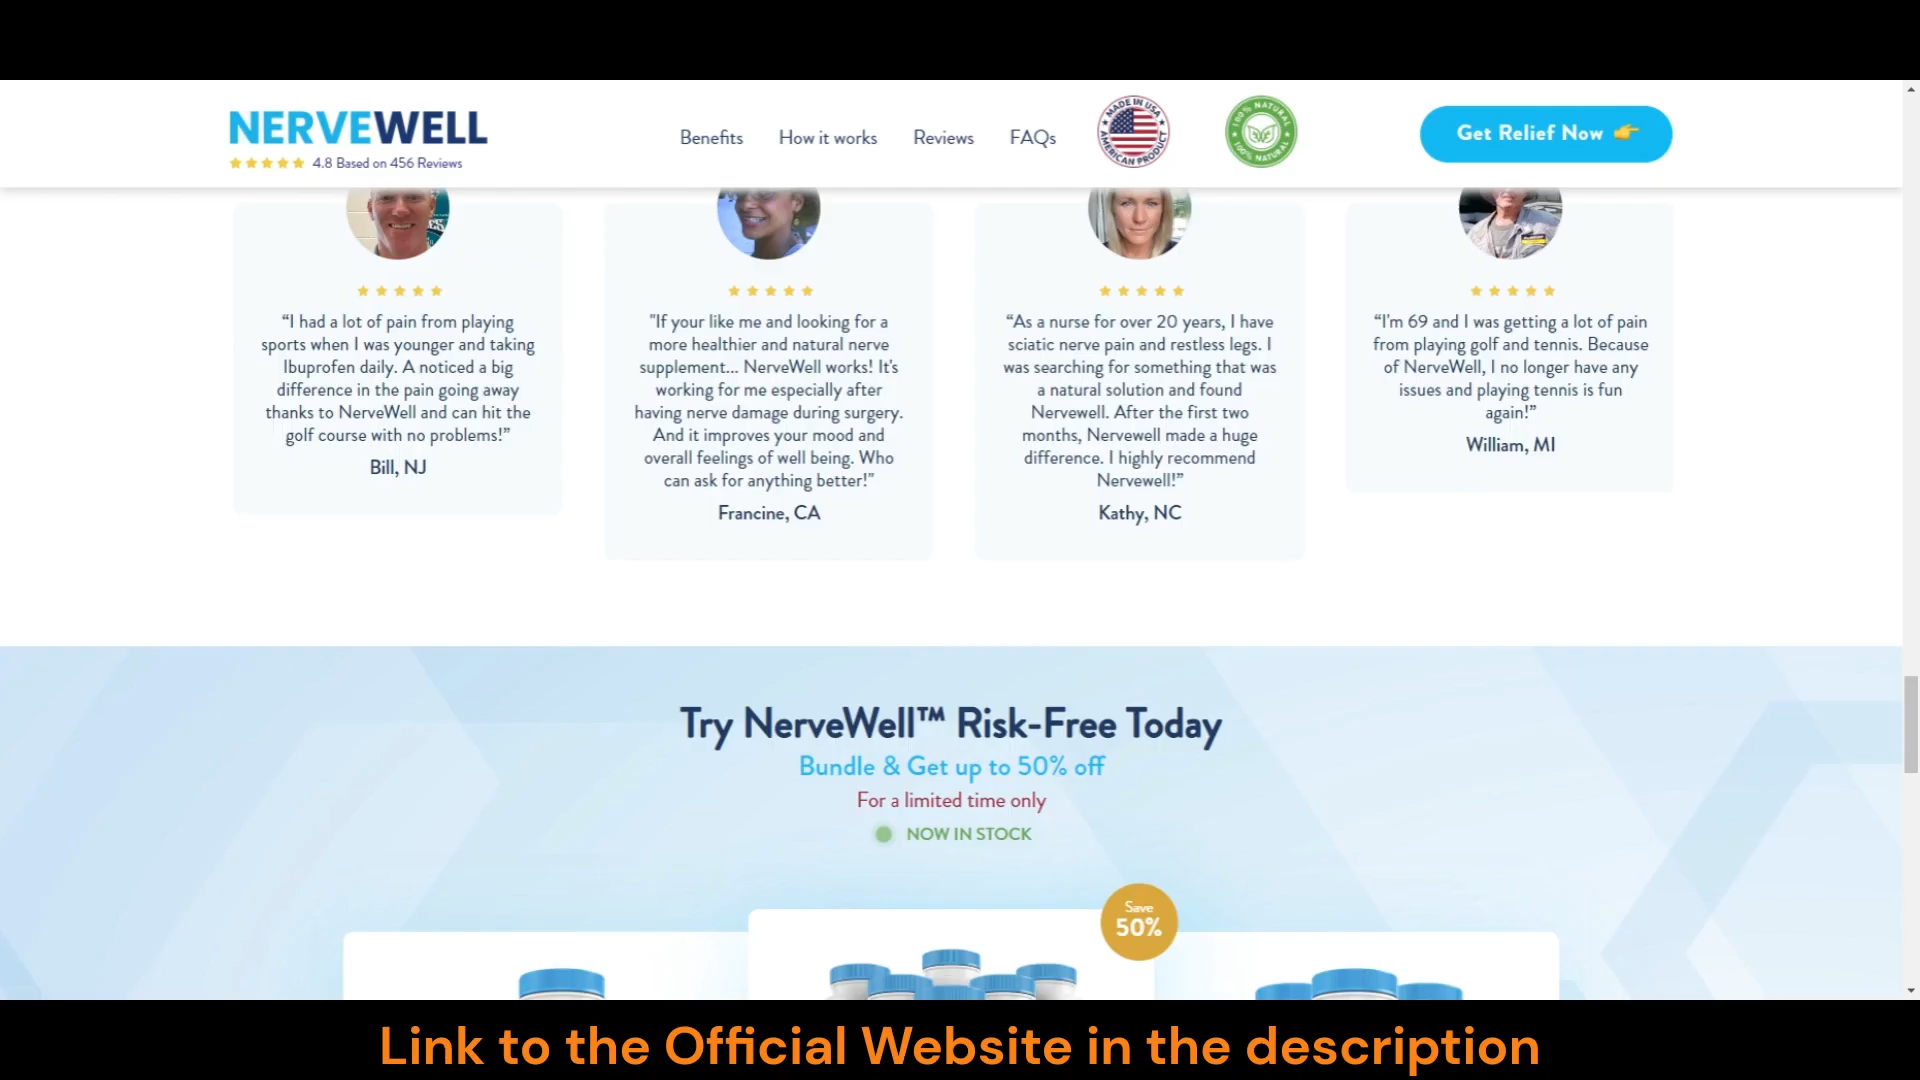 NERVEWELL
4.8 Based on 456 Reviews
Benefits
How it works
Reviews
FAQs
MADE IN USA
AMERICAN PRODUCT
100% NATURAL
100% NATURAL
Get Relief Now
“I had a lot of pain from playing
sports when I was younger and taking
Ibuprofen daily. A noticed a big
difference in the pain going away
thanks to NerveWell and can hit the
golf course with no problems!”
Bill, NJ
"If your like me and looking for a
more healthier and natural nerve
supplement... NerveWell works! It's
working for me especially after
having nerve damage during surgery.
And it improves your mood and
overall feelings of well being. Who
can ask for anything better!"
Francine, CA
“As a nurse for over 20 years, I have
sciatic nerve pain and restless legs. I
was searching for something that was
a natural solution and found
Nervewell. After the first two
months, Nervewell made a huge
difference. I highly recommend
Nervewell!”
Kathy, NC
“I'm 69 and I was getting a lot of pain
from playing golf and tennis. Because
of NerveWell, I no longer have any
issues and playing tennis is fun
again!”
William, MI
Try NerveWell™ Risk-Free Today
Bundle & Get up to 50% off
For a limited time only
NOW IN STOCK
Save
50%
Link to the Official Website in the description